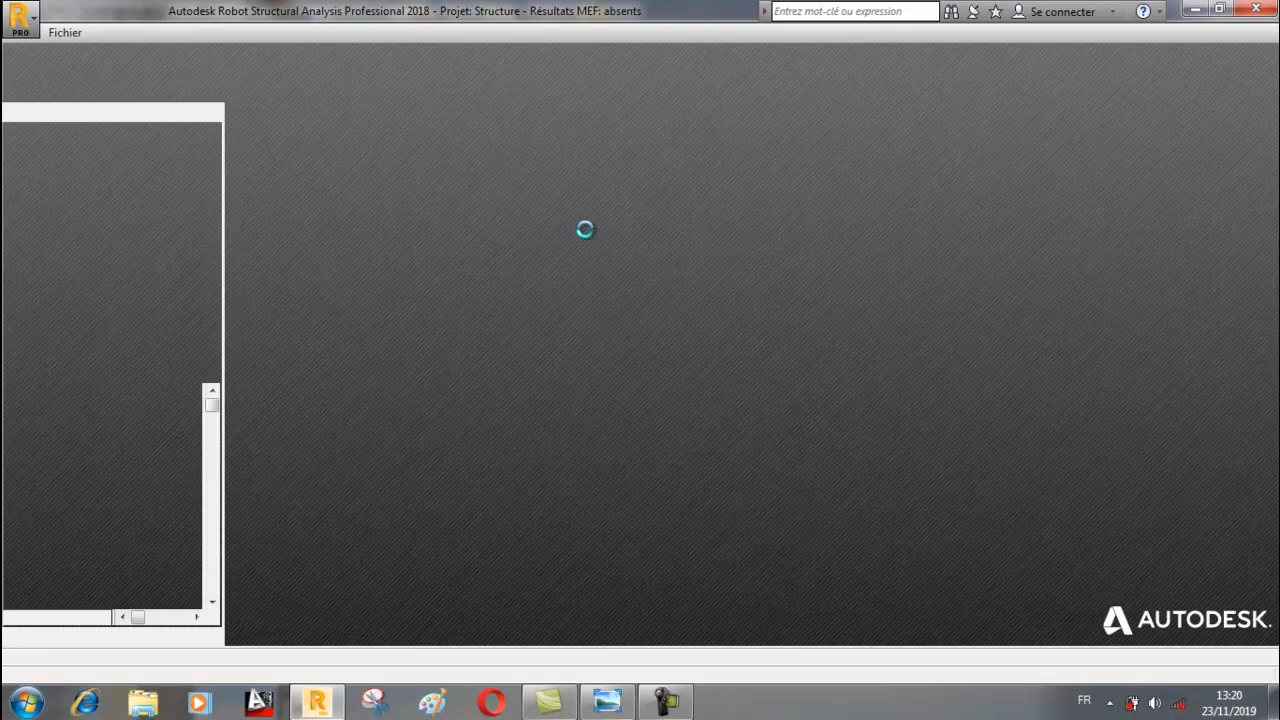 Autodesk Robot Structural Analysis Professional 2018 - Projet: Structure - Résultats MEF: absents
Entrez mot-clé ou expression
Se connecter
PRO
Fichier
AUTODESK.
FR
13:20
23/11/2019